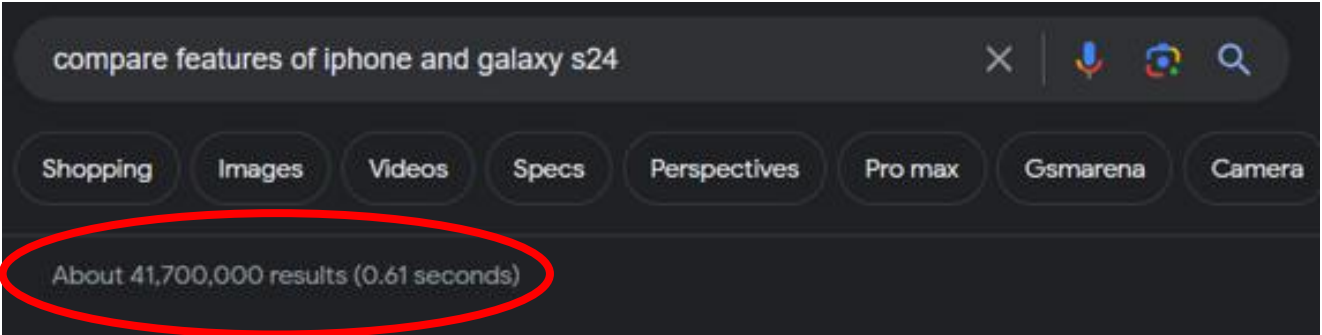 compare features of iphone and galaxy s24
Shopping Images Videos Specs Perspectives Pro max Gsmarena Camera
About 41,700,000 results (0.61 seconds)